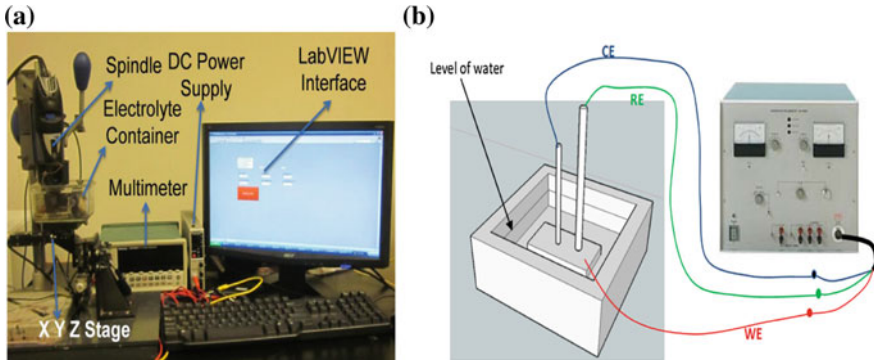 (a)
Spindle
DC Power
Supply
LabVIEW
Interface
Electrolyte
Container
Multimeter
X Y Z Stage
(b)
CE
Level of water
RE
WE